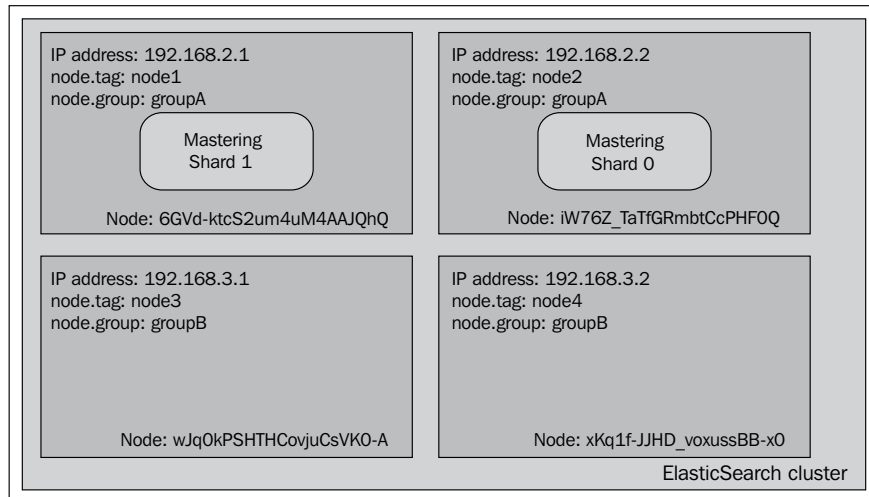 IP address: 192.168.2.1
node.tag: node1
node.group: groupA
Mastering
Shard 1
Node: 6GVd-ktcS2um4uM4AAJQhQ
IP address: 192.168.2.2
node.tag: node2
node.group: groupA
Mastering
Shard 0
Node: iW76Z_TaTfGRmbtCcPHF0Q
IP address: 192.168.3.1
node.tag: node3
node.group: groupB
Node: wJq0kPSHTHCovjuCsVK0-A
IP address: 192.168.3.2
node.tag: node4
node.group: groupB
Node: xKq1f-JJHD_voxussBB-x0
ElasticSearch cluster